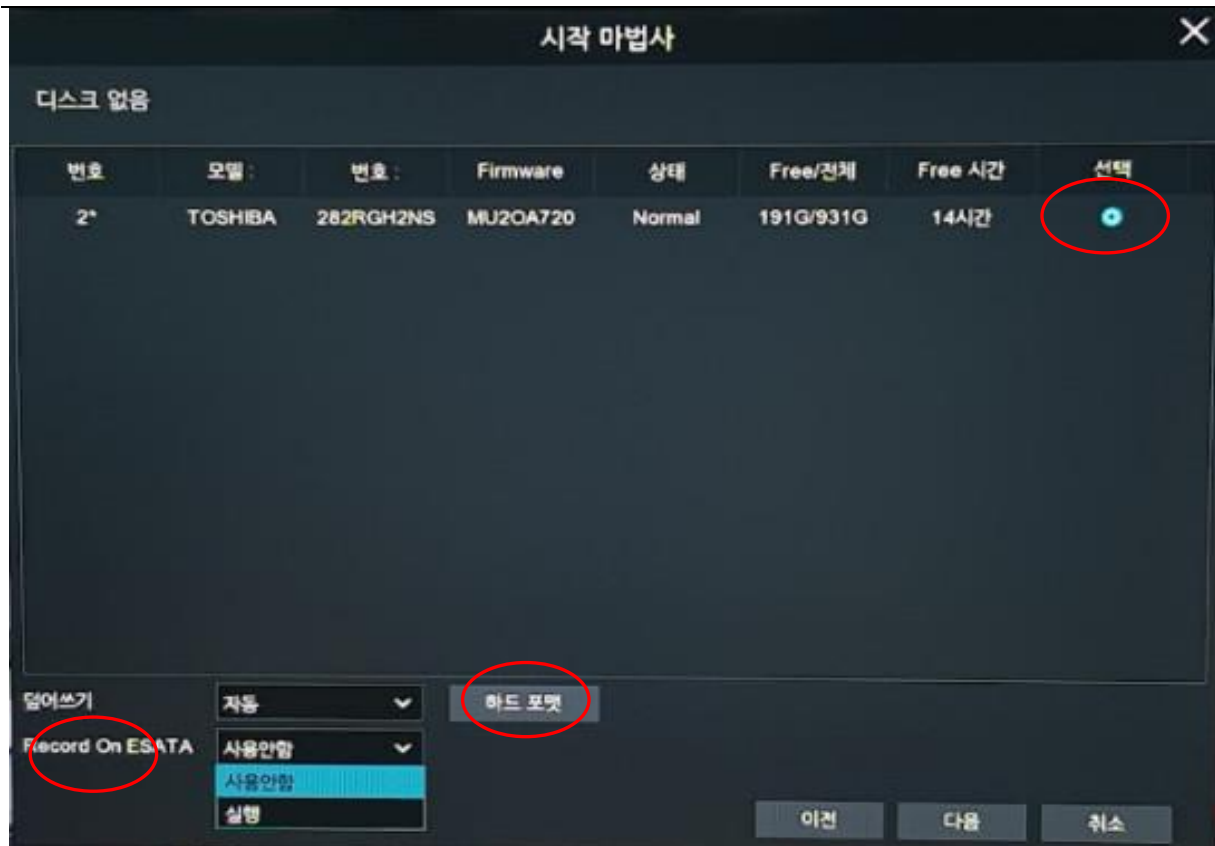 시작 마법사
디스크 없음
번호 모델 : 번호 : Firmware 상태 Free/전체 Free 시간 선택
2* TOSHIBA 282RGH2NS MU2OA720 Normal 191G/931G 14시간
덮어쓰기 자동 하드 포맷
Record On ESATA 사용안함
사용안함
실행
이전 다음 취소